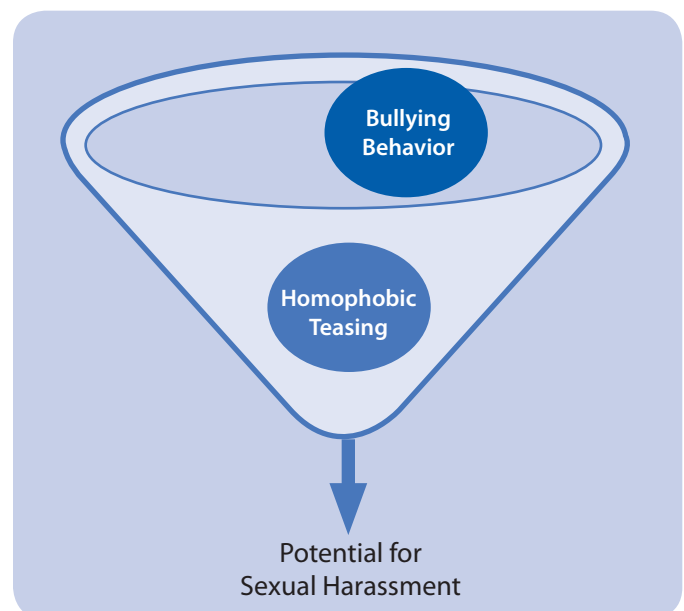 Bullying
Behavior
Homophobic
Teasing
Potential for
Sexual Harassment